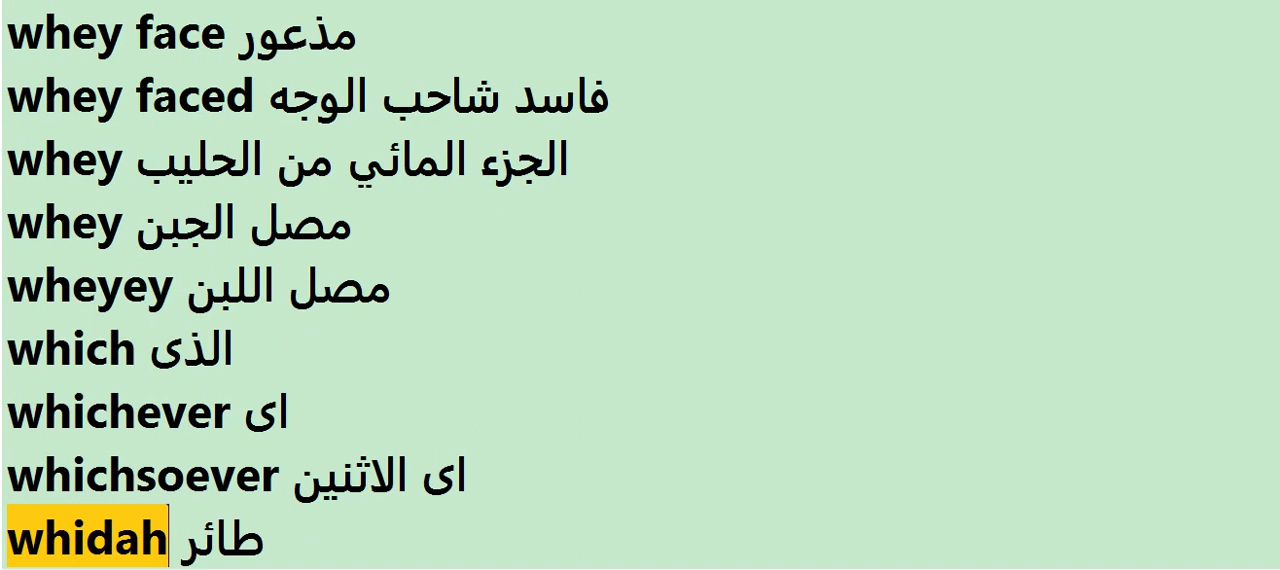 whey face مذعور
whey faced فاسد شاحب الوجه
whey الجزء المائي من الحليب
whey مصل الجبن
wheyey مصل اللبن
which الذى
whichever اى
whichsoever اى الاثنين
whidah طائر